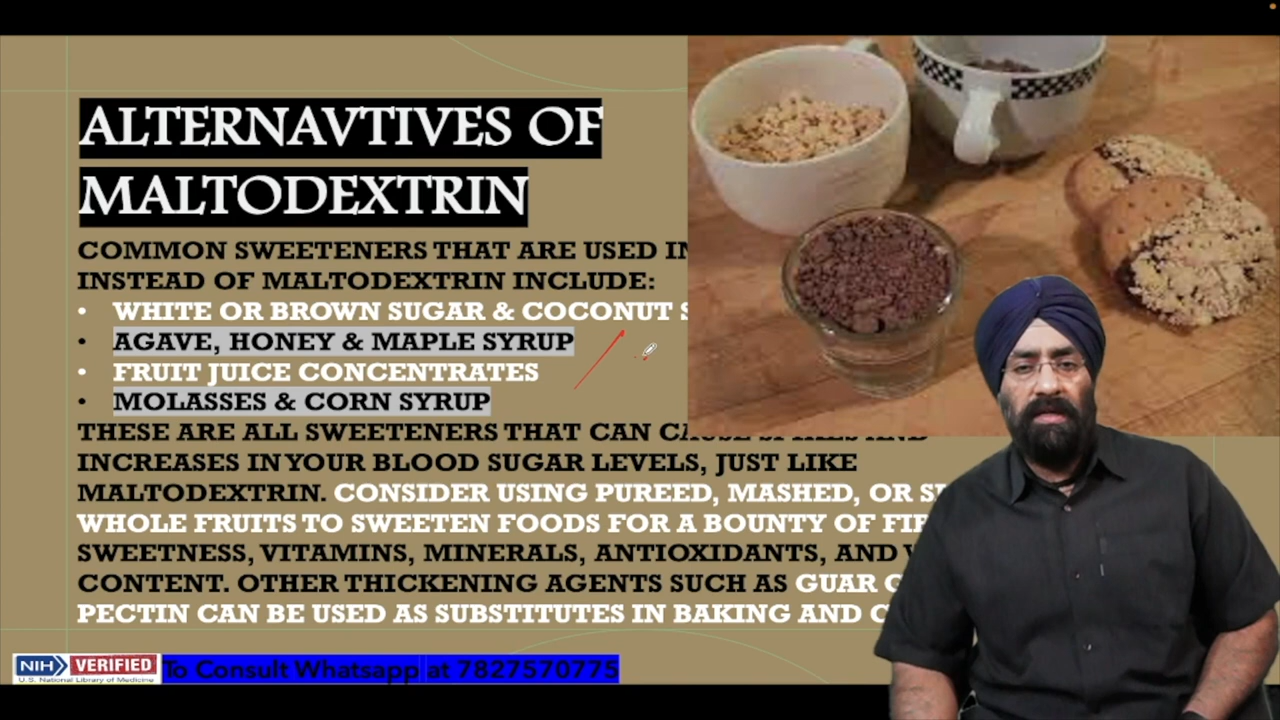 ALTERNAVTIVES OF
MALTODEXTRIN
COMMON SWEETENERS THAT ARE USED IN
INSTEAD OF MALTODEXTRIN INCLUDE:
• WHITE OR BROWN SUGAR & COCONUT
• AGAVE, HONEY & MAPLE SYRUP
• FRUIT JUICE CONCENTRATES
• MOLASSES & CORN SYRUP
THESE ARE ALL SWEETENERS THAT CAN CAUSE SPIKES AND
INCREASES IN YOUR BLOOD SUGAR LEVELS, JUST LIKE
MALTODEXTRIN. CONSIDER USING PUREED, MASHED, OR
WHOLE FRUITS TO SWEETEN FOODS FOR A BOUNTY OF
SWEETNESS, VITAMINS, MINERALS, ANTIOXIDANTS, AND
CONTENT. OTHER THICKENING AGENTS SUCH AS GUAR
PECTIN CAN BE USED AS SUBSTITUTES IN BAKING AND
NIH VERIFIED
U.S. National Library of Medicine
To Consult Whatsapp at 7827570775